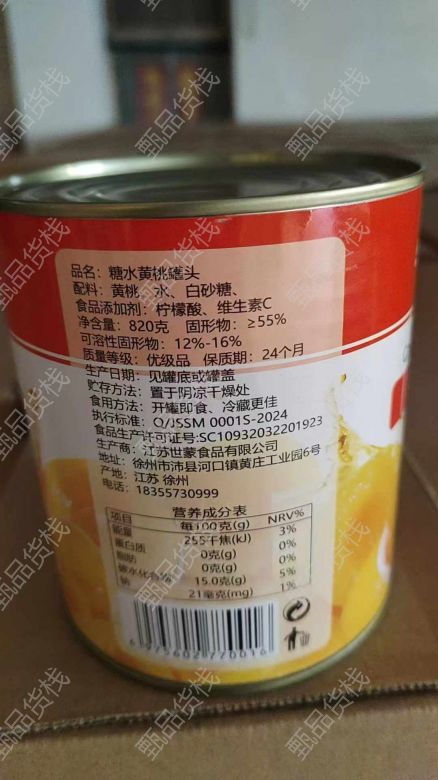 品名：糖水黄桃罐头
配料：黄桃、水、白砂糖、
食品添加剂：柠檬酸、维生素C
净含量：820克 固形物：≥55%
可溶性固形物：12%-16%
质量等级：优级品 保质期：24个月
生产日期：见罐底或罐盖
贮存方法：置于阴凉干燥处
食用方法：开罐即食、冷藏更佳
执行标准：Q/JSSM 0001S-2024
食品生产许可证号:SC10932032201923
生产商：江苏世蒙食品有限公司
地址：徐州市沛县河口镇黄庄工业园6号
产地：江苏 徐州
电话：18355730999
营养成分表
项目 每100克(g) NRV%
能量 255千焦(kJ) 3%
蛋白质 0克(g) 0%
脂肪 0克(g) 0%
碳水化合物 15.0克(g) 5%
钠 21毫克(mg) 1%
甄品货栈